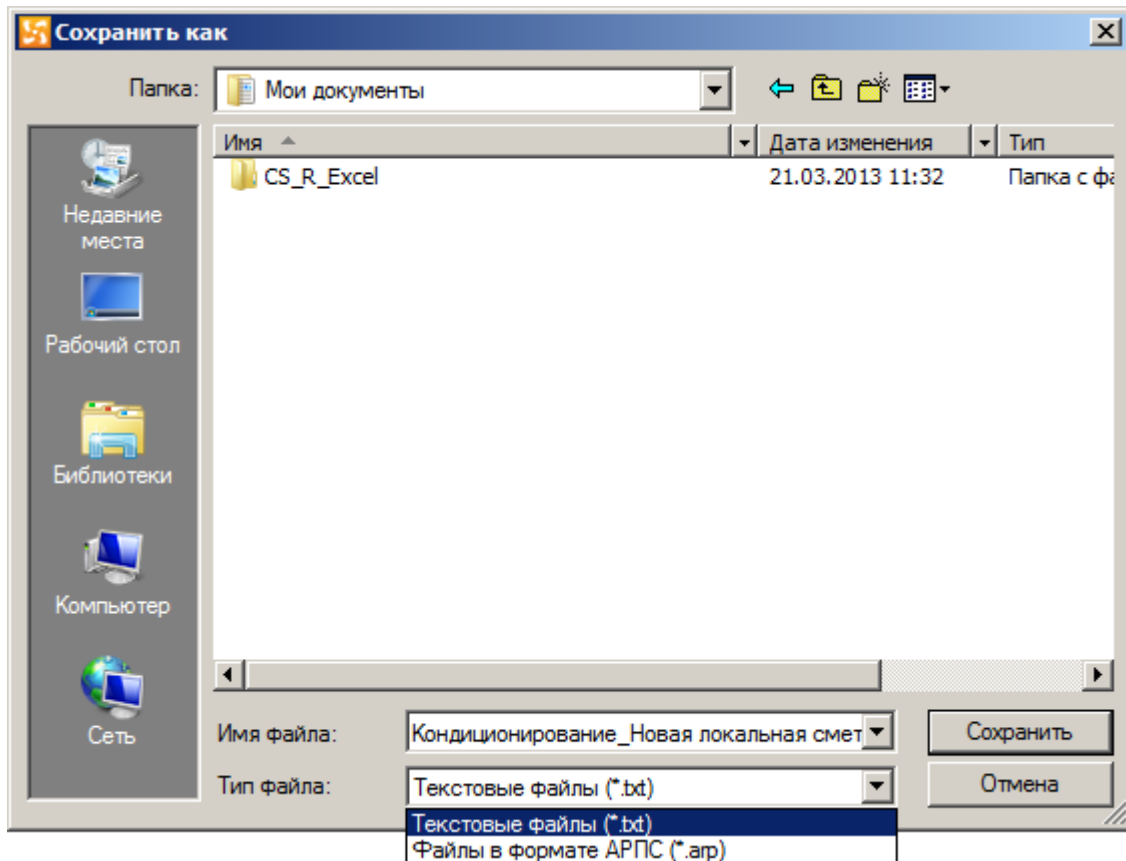 Сохранить как
Папка: Мои документы
Имя Дата изменения Тип
CS_R_Excel 21.03.2013 11:32 Папка с фа
Недавние
места
Рабочий стол
Библиотеки
Компьютер
Сеть
Имя файла: Кондиционирование_Новая локальная смет Сохранить
Тип файла: Текстовые файлы (*.txt) Отмена
Текстовые файлы (*.txt)
Файлы в формате АРПС (*.arp)